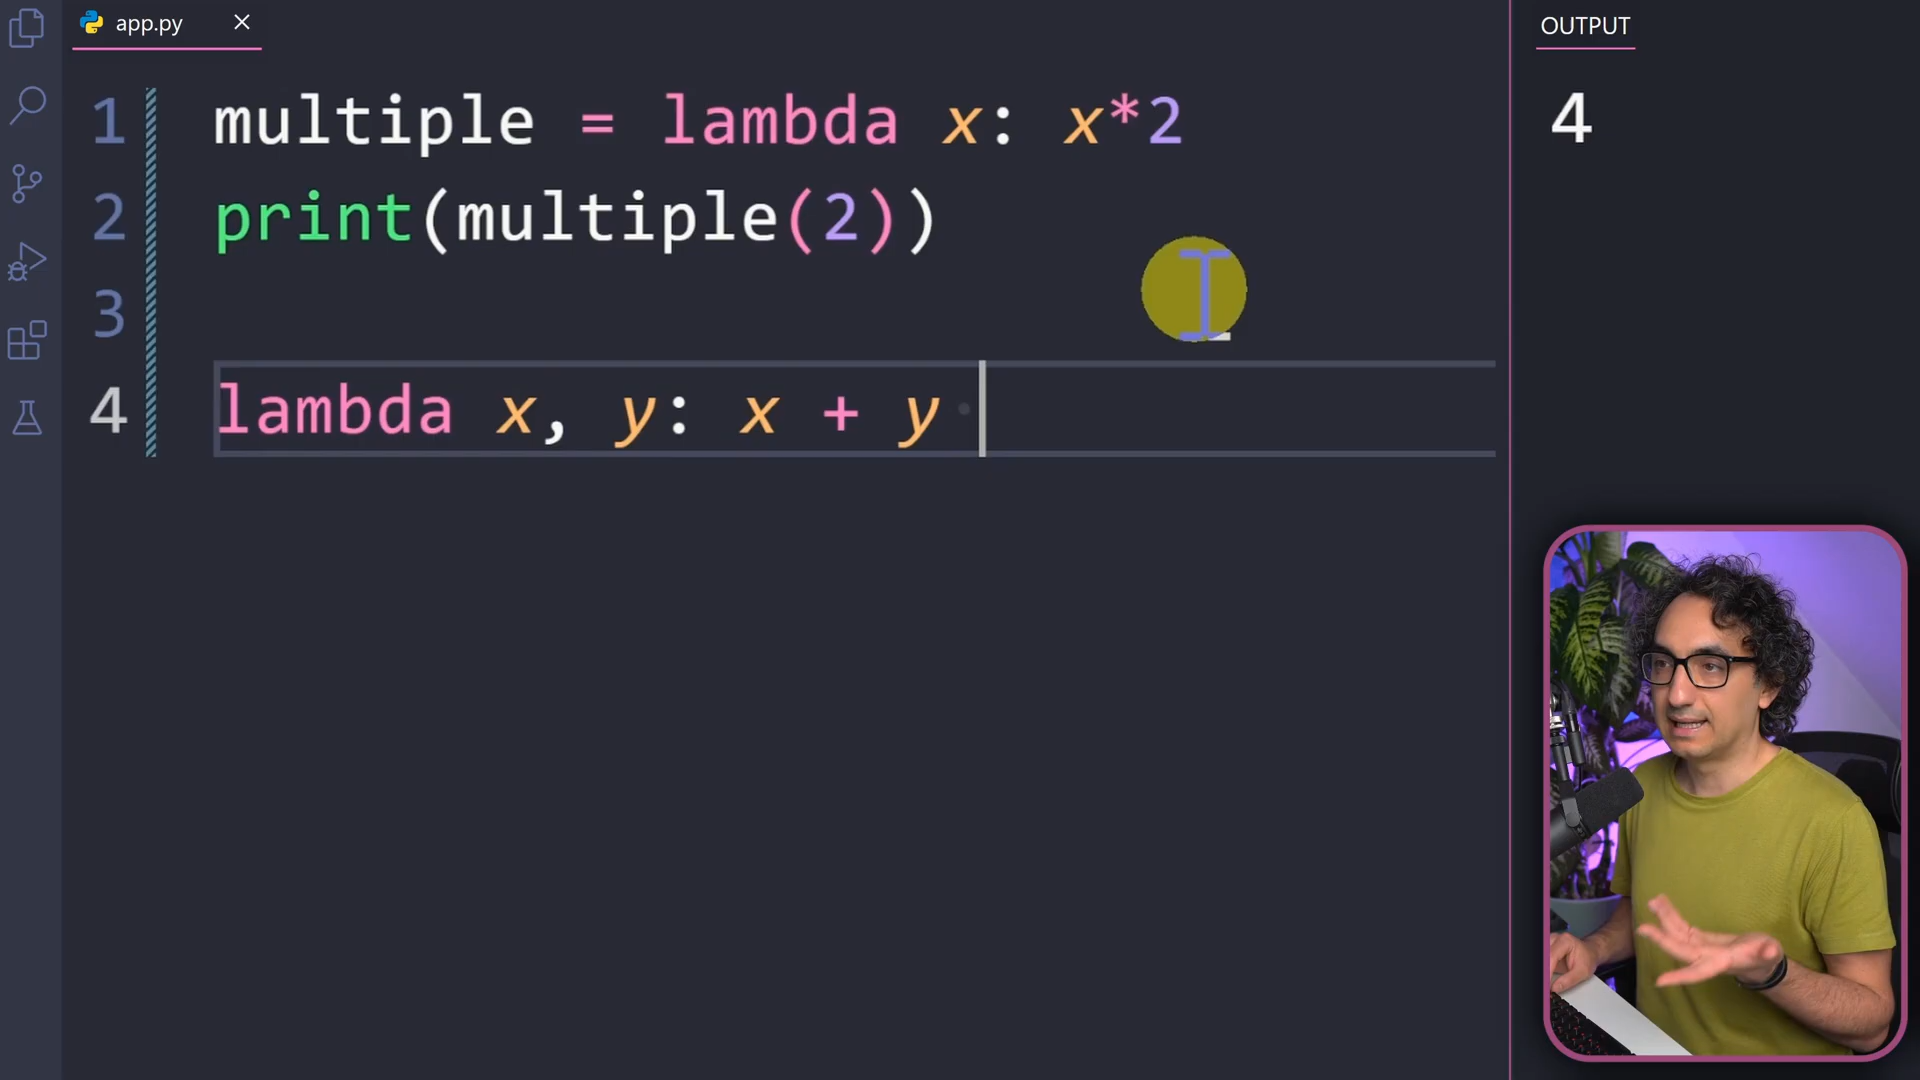 app.py
OUTPUT
1 multiple = lambda x: x*2
2 print(multiple(2))
3
4 lambda x, y: x + y
4